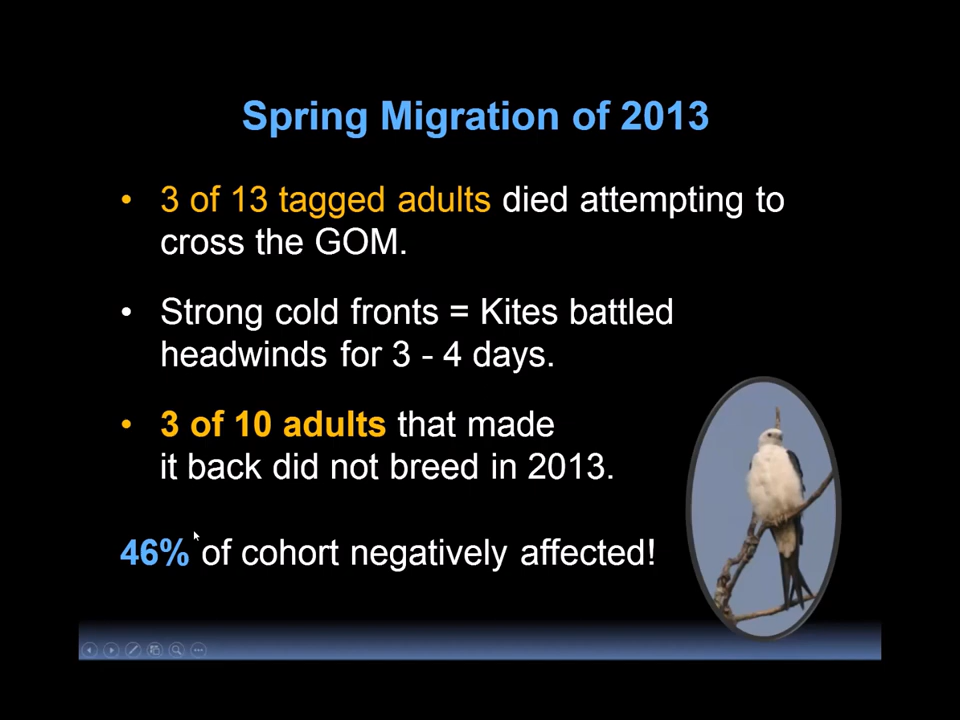 Spring Migration of 2013
• 3 of 13 tagged adults died attempting to
cross the GOM.
• Strong cold fronts = Kites battled
headwinds for 3 - 4 days.
• 3 of 10 adults that made
it back did not breed in 2013.
46% of cohort negatively affected!